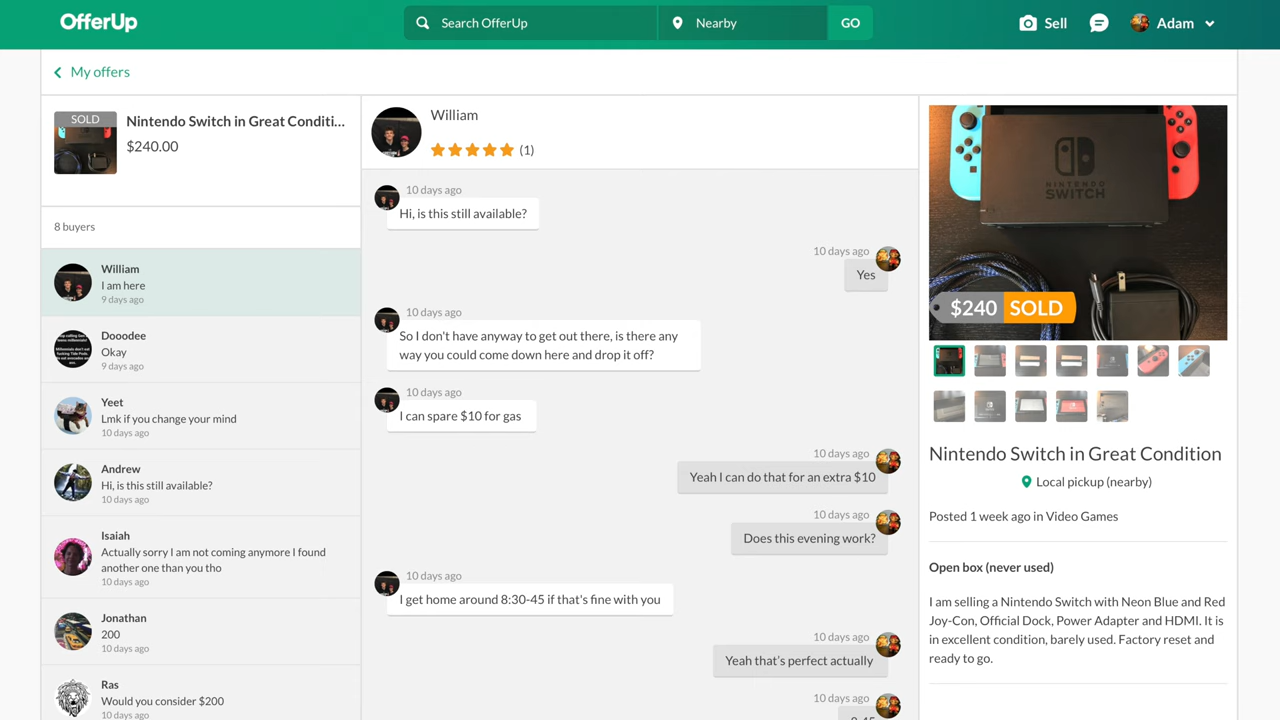 OfferUp
Search OfferUp
Nearby
GO
Sell
Adam
My offers
SOLD
Nintendo Switch in Great Conditi...
$240.00
8 buyers
William
I am here
9 days ago
Dooodee
Okay
9 days ago
Yeet
Lmk if you change your mind
10 days ago
Andrew
Hi, is this still available?
10 days ago
Isaiah
Actually sorry I am not coming anymore I found
another one than you tho
10 days ago
Jonathan
200
10 days ago
Ras
Would you consider $200
10 days ago
William
(1)
10 days ago
Hi, is this still available?
10 days ago
Yes
10 days ago
So I don't have anyway to get out there, is there any
way you could come down here and drop it off?
10 days ago
I can spare $10 for gas
10 days ago
Yeah I can do that for an extra $10
10 days ago
Does this evening work?
10 days ago
I get home around 8:30-45 if that's fine with you
10 days ago
Yeah that's perfect actually
10 days ago
NINTENDO
SWITCH
$240 SOLD
Nintendo Switch in Great Condition
Local pickup (nearby)
Posted 1 week ago in Video Games
Open box (never used)
I am selling a Nintendo Switch with Neon Blue and Red
Joy-Con, Official Dock, Power Adapter and HDMI. It is
in excellent condition, barely used. Factory reset and
ready to go.